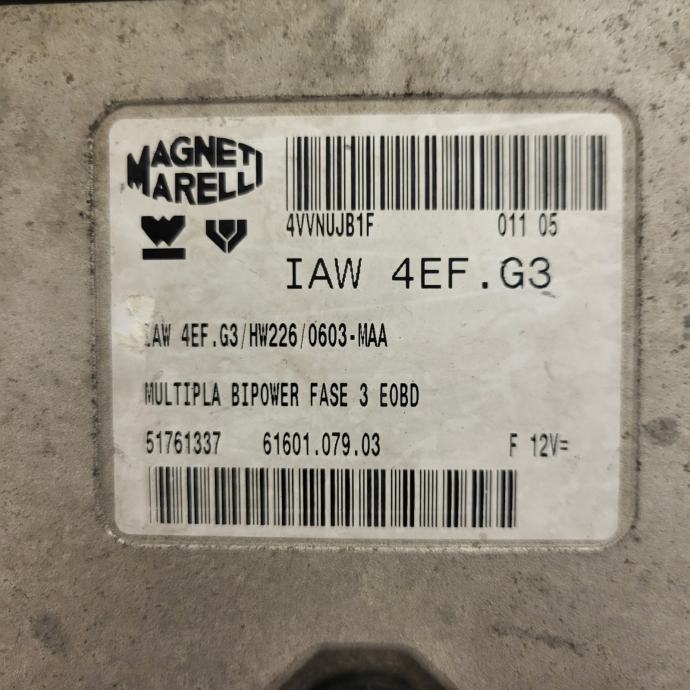 MAGNETI
MARELLI
4VVNUJB1F 011 05
IAW 4EF.G3
IAW 4EF.G3/HW226/0603-MAA
MULTIPLA BIPOWER FASE 3 EOBD
51761337 61601.079.03 F 12V=